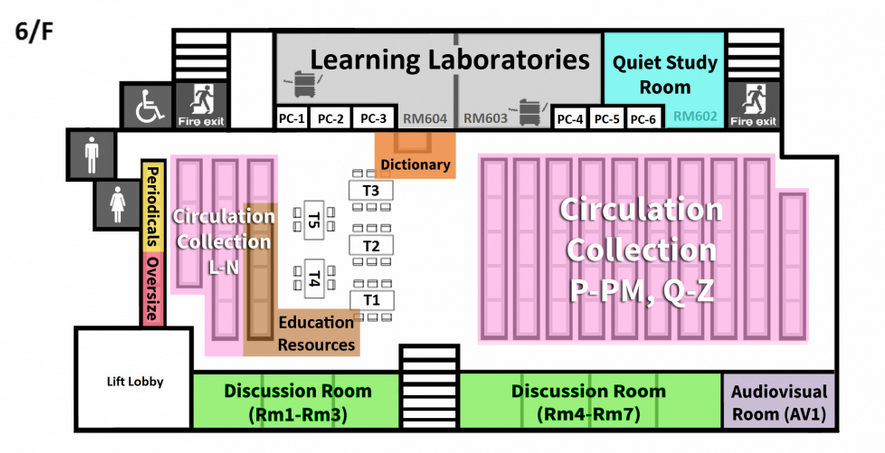 6/F
Learning Laboratories
Quiet Study
Room
Fire exit
PC-1
PC-2
PC-3
RM604
RM603
PC-4
PC-5
PC-6
RM602
Fire exit
Dictionary
Periodicals
Oversize
Circulation
Collection
L-N
T3
T5
T2
T4
T1
Circulation
Collection
P-PM, Q-Z
Education
Resources
Lift Lobby
Discussion Room
(Rm1-Rm3)
Discussion Room
(Rm4-Rm7)
Audiovisual
Room (AV1)